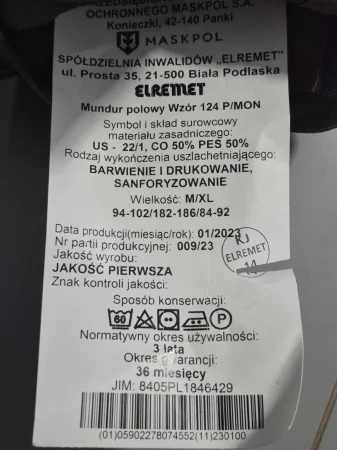 PRZEDSIĘBIORSTWO
OCHRONNEGO MASKPOL S.A.
Konieczki, 42-140 Panki
MASKPOL
SPÓŁDZIELNIA INWALIDÓW "ELREMET"
ul. Prosta 35, 21-500 Biała Podlaska
ELREMET
Mundur polowy Wzór 124 P/MON
Symbol i skład surowcowy
materiału zasadniczego:
US - 22/1, CO 50% PES 50%
Rodzaj wykończenia uszlachetniającego:
BARWIENIE I DRUKOWANIE,
SANFORYZOWANIE
Wielkość: M/XL
94-102/182-186/84-92
Data produkcji(miesiąc/rok): 01/2023
Nr partii produkcyjnej: 009/23
Jakość wyrobu:
JAKOŚĆ PIERWSZA
Znak kontroli jakości:
KJ
ELREMET
14
Sposób konserwacji:
60 P
Normatywny okres używalności:
3 lata
Okres gwarancji:
36 miesięcy
JIM: 8405PL1846429
(01)05902278074552(11)230100